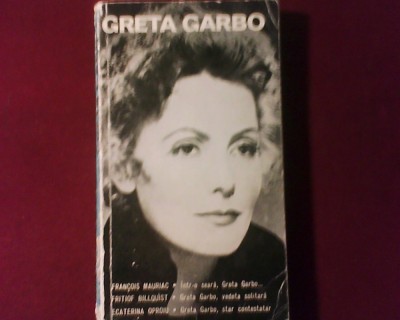 GRETA GARBO
FRANÇOIS MAURIAC • Într-o seară, Greta Garbo...
FRITIOF BILLQUIST • Greta Garbo, vedeta solitară
ECATERINA OPROIU • Greta Garbo, star contestatar